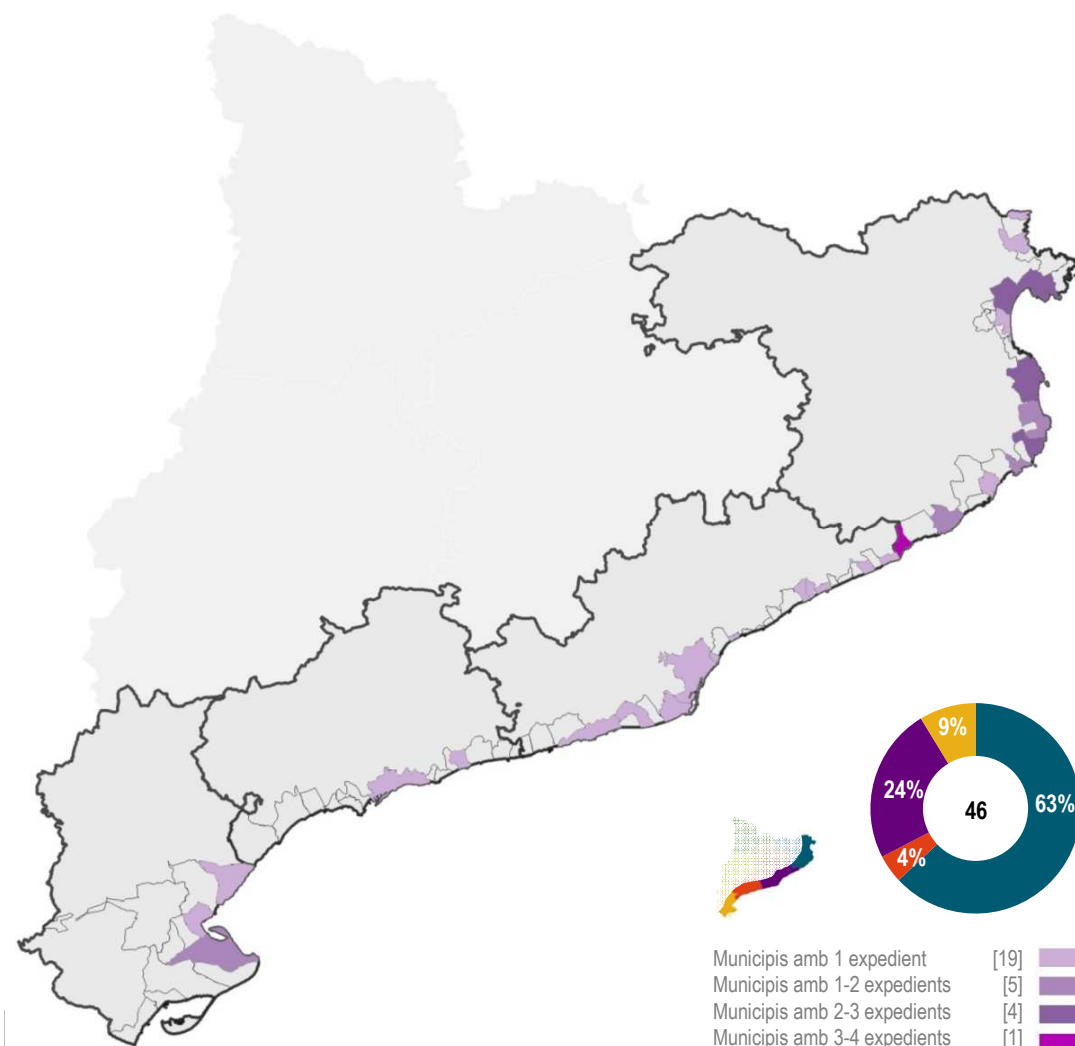 9%
24%
46
63%
4%
Municipis amb 1 expedient [19]
Municipis amb 1-2 expedients [5]
Municipis amb 2-3 expedients [4]
Municipis amb 3-4 expedients [1]